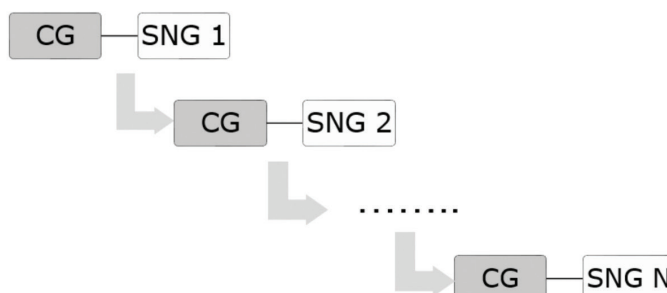 CG SNG 1
CG SNG 2
........
CG SNG N